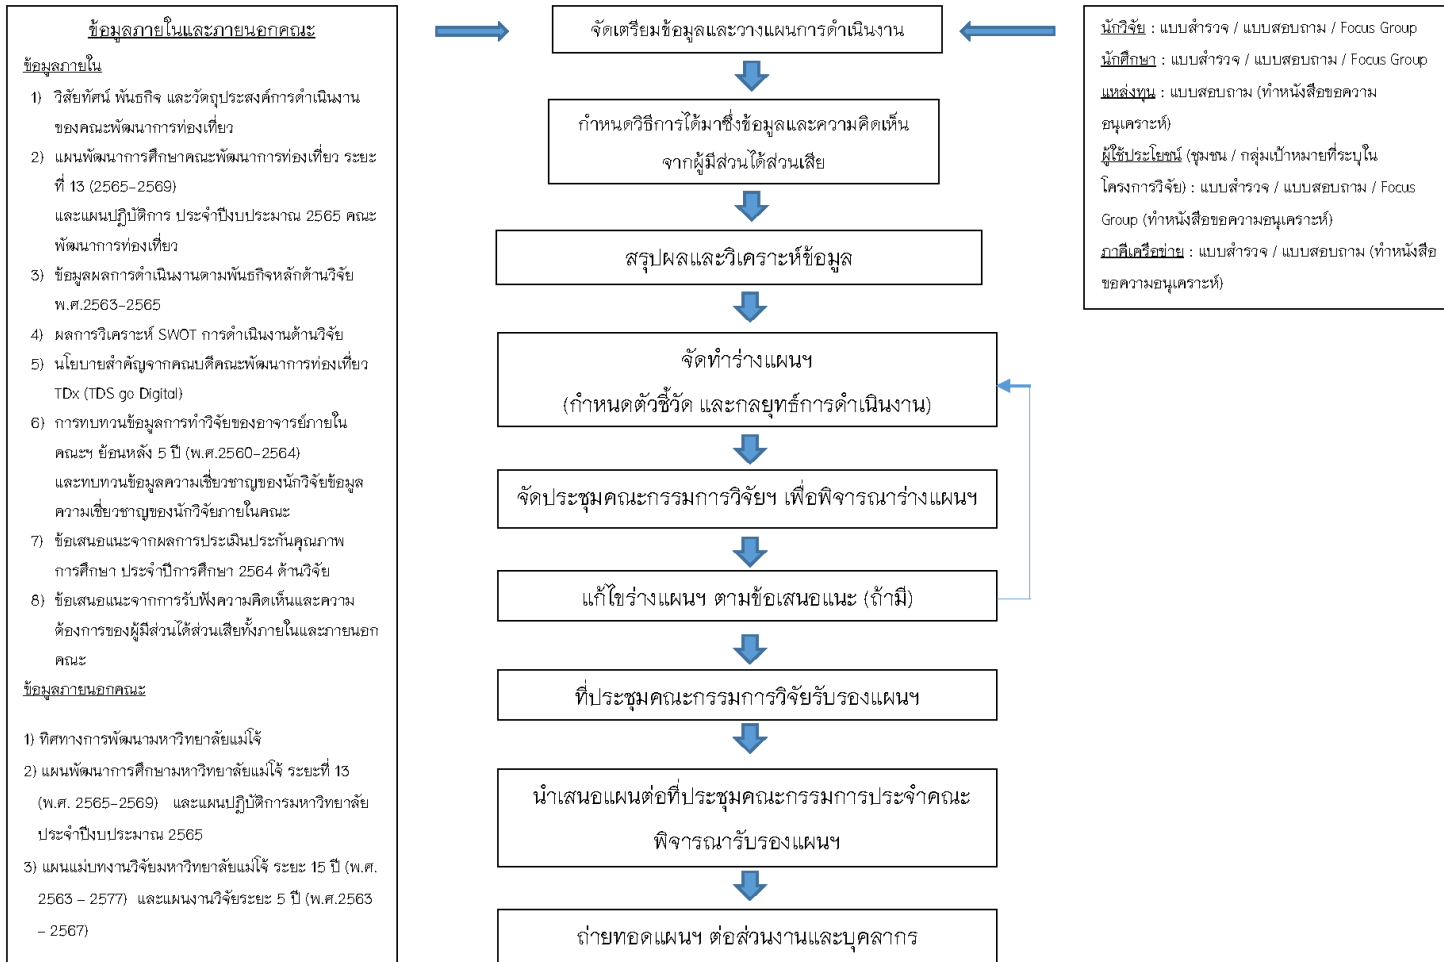 ข้อมูลภายในและภายนอกคณะ
ข้อมูลภายใน
1) วิสัยทัศน์ พันธกิจ และวัตถุประสงค์การดำเนินงาน
ของคณะพัฒนาการท่องเที่ยว
2) แผนพัฒนาการศึกษาคณะพัฒนาการท่องเที่ยว ระยะ
ที่ 13 (2565-2569)
และแผนปฏิบัติการ ประจำปีงบประมาณ 2565 คณะ
พัฒนาการท่องเที่ยว
3) ข้อมูลผลการดำเนินงานตามพันธกิจหลักด้านวิจัย
พ.ศ.2563-2565
4) ผลการวิเคราะห์ SWOT การดำเนินงานด้านวิจัย
5) นโยบายสำคัญจากคณบดีคณะพัฒนาการท่องเที่ยว
TDx (TDS go Digital)
6) การทบทวนข้อมูลการทำวิจัยของอาจารย์ภายใน
คณะฯ ย้อนหลัง 5 ปี (พ.ศ.2560-2564)
และทบทวนข้อมูลความเชี่ยวชาญของนักวิจัยข้อมูล
ความเชี่ยวชาญของนักวิจัยภายในคณะ
7) ข้อเสนอแนะจากผลการประเมินประกันคุณภาพ
การศึกษา ประจำปีการศึกษา 2564 ด้านวิจัย
8) ข้อเสนอแนะจากการรับฟังความคิดเห็นและความ
ต้องการของผู้มีส่วนได้ส่วนเสียทั้งภายในและภายนอก
คณะ
ข้อมูลภายนอกคณะ
1) ทิศทางการพัฒนามหาวิทยาลัยแม่โจ้
2) แผนพัฒนาการศึกษามหาวิทยาลัยแม่โจ้ ระยะที่ 13
(พ.ศ. 2565-2569) และแผนปฏิบัติการมหาวิทยาลัย
ประจำปีงบประมาณ 2565
3) แผนแม่บทงานวิจัยมหาวิทยาลัยแม่โจ้ ระยะ 15 ปี (พ.ศ.
2563 – 2577) และแผนงานวิจัยระยะ 5 ปี (พ.ศ.2563
– 2567)
จัดเตรียมข้อมูลและวางแผนการดำเนินงาน
กำหนดวิธีการได้มาซึ่งข้อมูลและความคิดเห็น
จากผู้มีส่วนได้ส่วนเสีย
สรุปผลและวิเคราะห์ข้อมูล
จัดทำร่างแผนฯ
(กำหนดตัวชี้วัด และกลยุทธ์การดำเนินงาน)
จัดประชุมคณะกรรมการวิจัยฯ เพื่อพิจารณาร่างแผนฯ
แก้ไขร่างแผนฯ ตามข้อเสนอแนะ (ถ้ามี)
ที่ประชุมคณะกรรมการวิจัยรับรองแผนฯ
นำเสนอแผนต่อที่ประชุมคณะกรรมการประจำคณะ
พิจารณารับรองแผนฯ
ถ่ายทอดแผนฯ ต่อส่วนงานและบุคลากร
นักวิจัย : แบบสำรวจ / แบบสอบถาม / Focus Group
นักศึกษา : แบบสำรวจ / แบบสอบถาม / Focus Group
แหล่งทุน : แบบสอบถาม (ทำหนังสือขอความ
อนุเคราะห์)
ผู้ใช้ประโยชน์ (ชุมชน / กลุ่มเป้าหมายที่ระบุใน
โครงการวิจัย) : แบบสำรวจ / แบบสอบถาม / Focus
Group (ทำหนังสือขอความอนุเคราะห์)
ภาคีเครือข่าย : แบบสำรวจ / แบบสอบถาม (ทำหนังสือ
ขอความอนุเคราะห์)